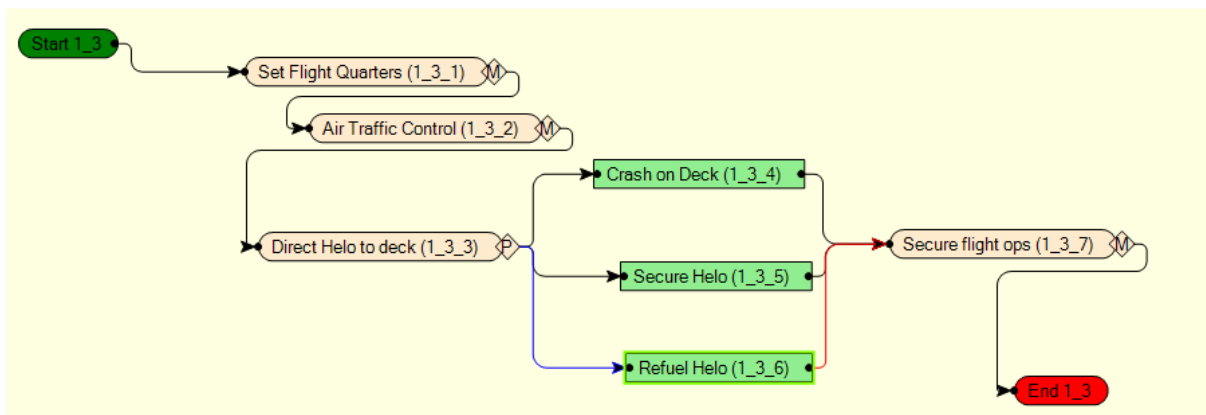 Start 1_3
Set Flight Quarters (1_3_1) M
Air Traffic Control (1_3_2) M
Direct Helo to deck (1_3_3) P
Crash on Deck (1_3_4)
Secure Helo (1_3_5)
Refuel Helo (1_3_6)
Secure flight ops (1_3_7) M
End 1_3